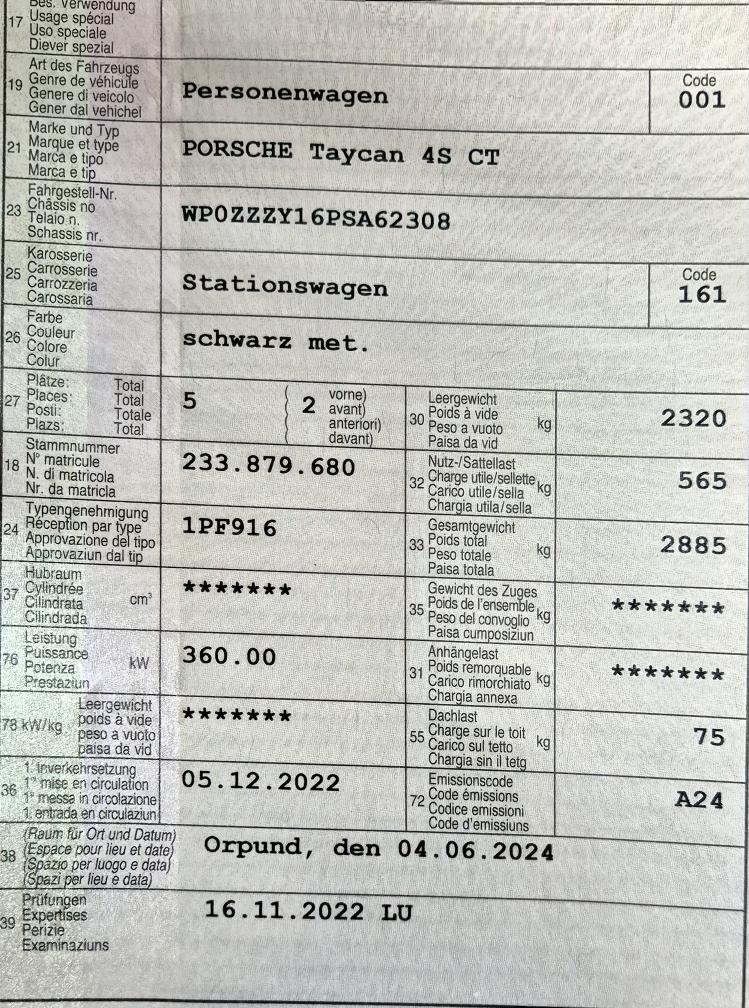 Bes. Verwendung
17 Usage spécial
Uso speciale
Diever spezial
Art des Fahrzeugs
19 Genre de véhicule
Genere di veicolo
Gener dal vehichel
Personenwagen
Code
001
Marke und Typ
21 Marque et type
Marca e tipo
Marca e tip
PORSCHE Taycan 4S CT
Fahrgestell-Nr.
23 Châssis no
Telaio n.
Schassis nr.
WP0ZZZY16PSA62308
Karosserie
25 Carrosserie
Carrozzeria
Carossaria
Stationswagen
Code
161
Farbe
26 Couleur
Colore
Colur
schwarz met.
Plätze: Total
27 Places: Total
Posti: Totale
Plazs: Total
5 ( 2 vorne)
avant)
anteriori)
davant)
Leergewicht
30 Poids à vide kg
Peso a vuoto
Paisa da vid
2320
Stammnummer
18 N° matricule
N. di matricola
Nr. da matricla
233.879.680
Nutz-/Sattellast
32 Charge utile/sellette kg
Carico utile/sella
Chargia utila/sella
565
Typengenehmigung
24 Réception par type
Approvazione del tipo
Approvaziun dal tip
1PF916
Gesamtgewicht
33 Poids total kg
Peso totale
Paisa totala
2885
Hubraum
37 Cylindrée cm³
Cilindrata
Cilindrada
*******
Gewicht des Zuges
35 Poids de l'ensemble kg
Peso del convoglio
Paisa cumposiziun
*******
Leistung
76 Puissance kW
Potenza
Prestaziun
360.00
Anhängelast
31 Poids remorquable kg
Carico rimorchiato
Chargia annexa
*******
Leergewicht
78 kW/kg poids à vide
peso a vuoto
paisa da vid
*******
Dachlast
55 Charge sur le toit kg
Carico sul tetto
Chargia sin il tetg
75
1. Inverkehrsetzung
36 1re mise en circulation
1a messa in circolazione
1. entrada en circulaziun
05.12.2022
Emissionscode
72 Code émissions
Codice emissioni
Code d'emissiuns
A24
(Raum für Ort und Datum)
38 (Espace pour lieu et date)
(Spazio per luogo e data)
(Spazi per lieu e data)
Orpund, den 04.06.2024
Prüfungen
39 Expertises
Perizie
Examinaziuns
16.11.2022 LU